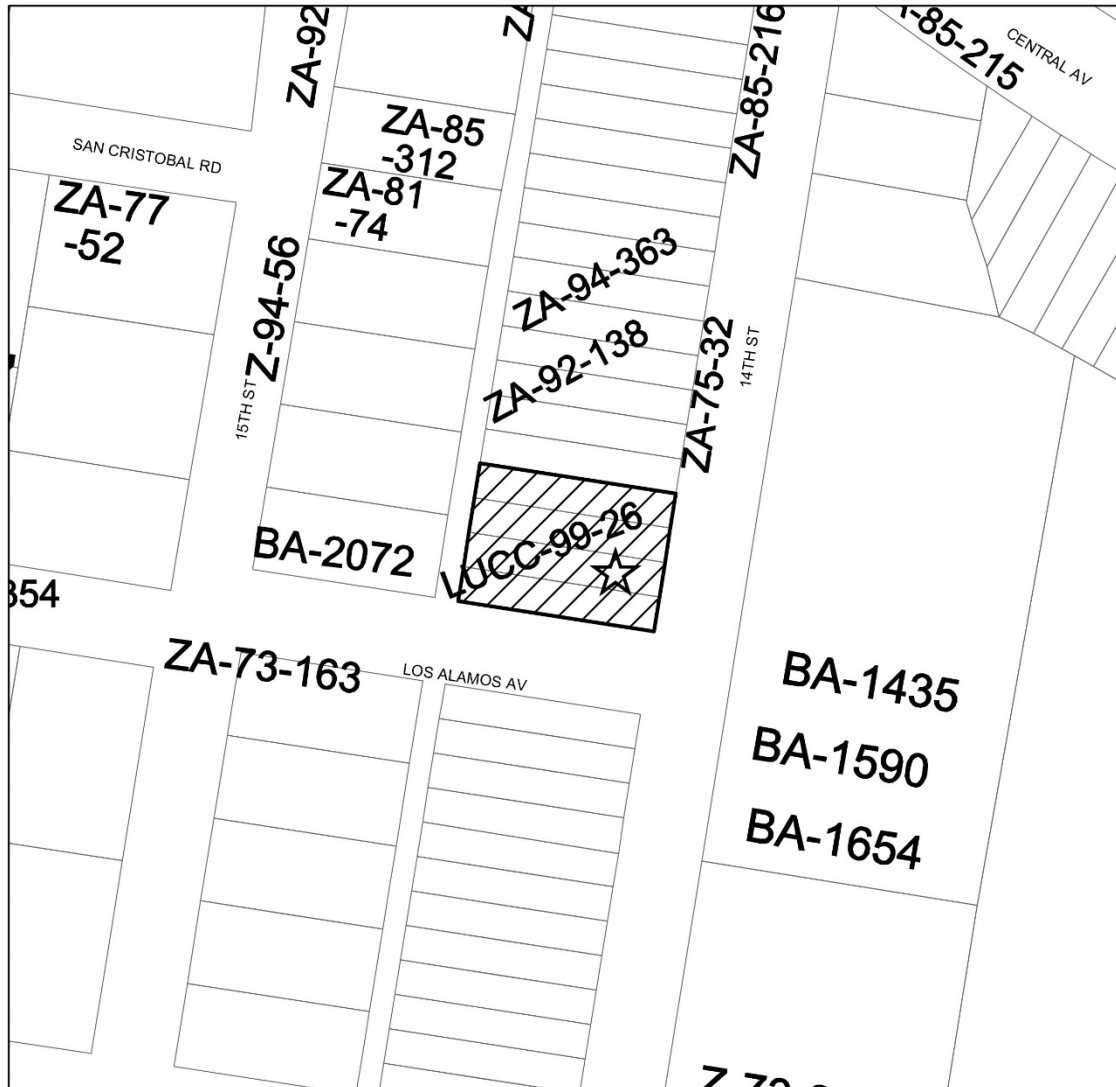 ZA-92
ZA
ZA-85-216
-85-215
CENTRAL AV
SAN CRISTOBAL RD
ZA-85
-312
ZA-77
-52
ZA-81
-74
Z-94-56
15TH ST
ZA-94-363
ZA-92-138
ZA-75-32
14TH ST
LUCC-99-26
BA-2072
354
ZA-73-163
LOS ALAMOS AV
BA-1435
BA-1590
BA-1654